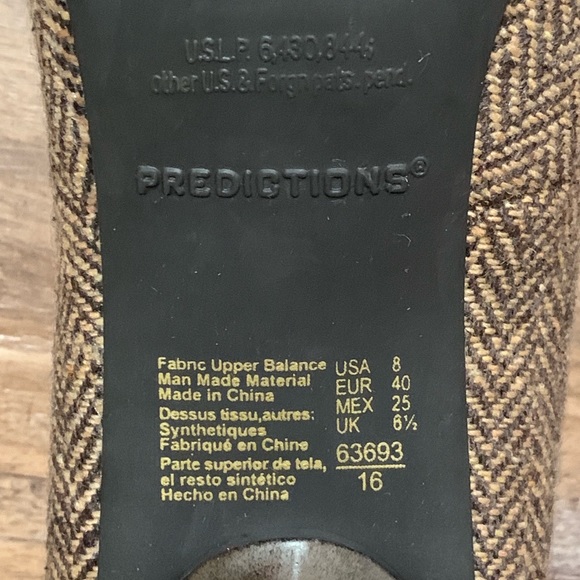 U.S.L.P. 6,430,844;
other U.S.& Forgn pats. pend.
PREDICTIONS®
Fabric Upper Balance
Man Made Material
Made in China
Dessus tissu,autres:
Synthetiques
Fabriqué en Chine
Parte superior de tela,
el resto sintético
Hecho en China
USA 8
EUR 40
MEX 25
UK 6½
63693
16